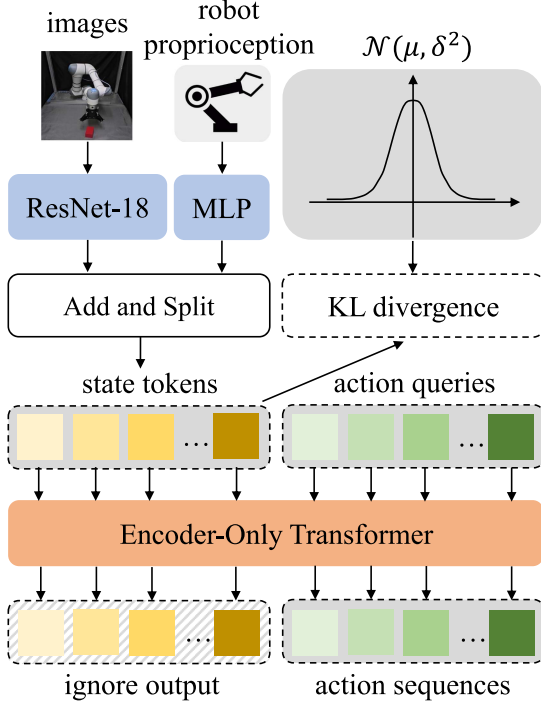 images
robot
proprioception
𝒩(μ, δ²)
ResNet-18
MLP
Add and Split
KL divergence
state tokens
action queries
...
...
Encoder-Only Transformer
...
...
ignore output
action sequences